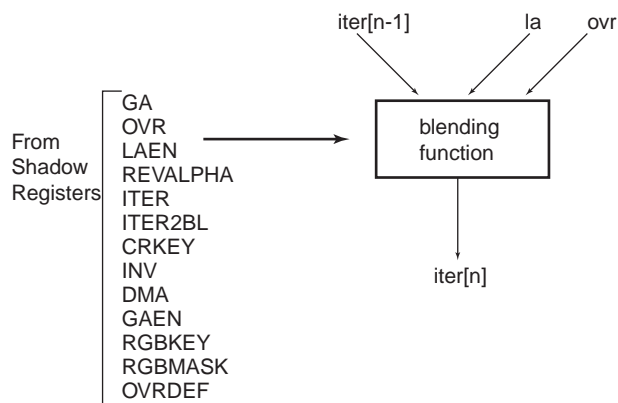 iter[n-1]
la
ovr
From
Shadow
Registers
GA
OVR
LAEN
REVALPHA
ITER
ITER2BL
CRKEY
INV
DMA
GAEN
RGBKEY
RGBMASK
OVRDEF
blending
function
iter[n]